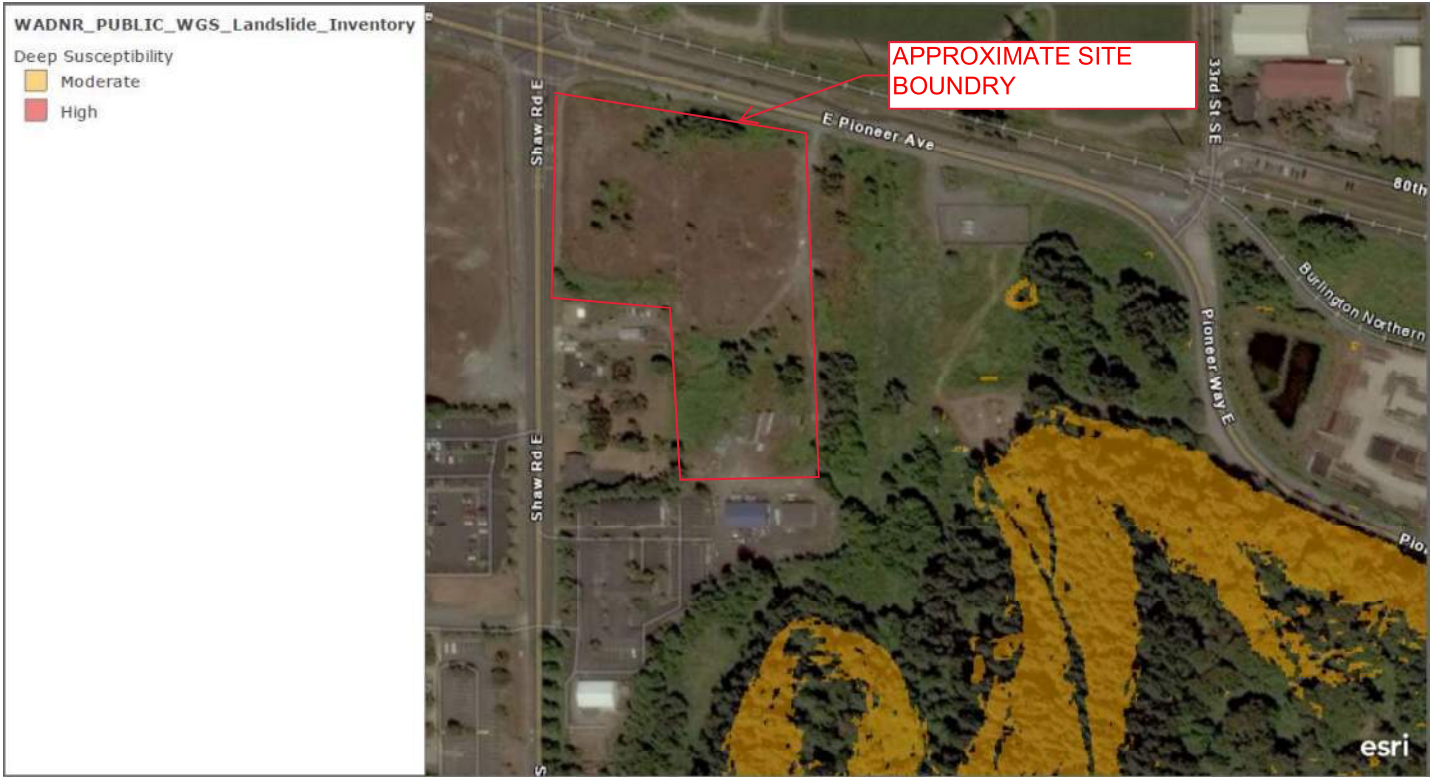 WADNR_PUBLIC_WGS_Landslide_Inventory
Deep Susceptibility
Moderate
High
APPROXIMATE SITE
BOUNDRY
Shaw Rd E
E Pioneer Ave
33rd St SE
80th
Burlington Northern
Pioneer Way E
Shaw Rd E
Pio
S
esri